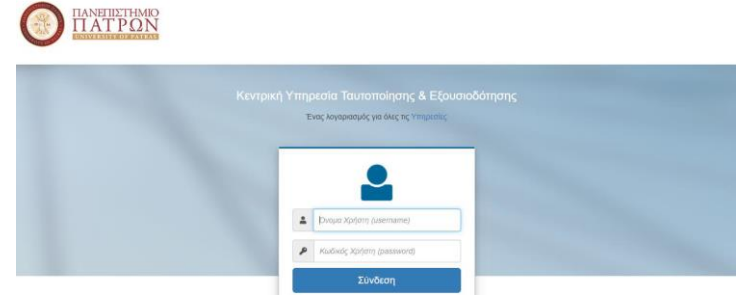 ΠΑΝΕΠΙΣΤΗΜΙΟ
ΠΑΤΡΩΝ
UNIVERSITY OF PATRAS
Κεντρική Υπηρεσία Ταυτοποίησης & Εξουσιοδότησης
Ένας λογαριασμός για όλες τις Υπηρεσίες
Όνομα Χρήστη (username)
Κωδικός Χρήστη (password)
Σύνδεση